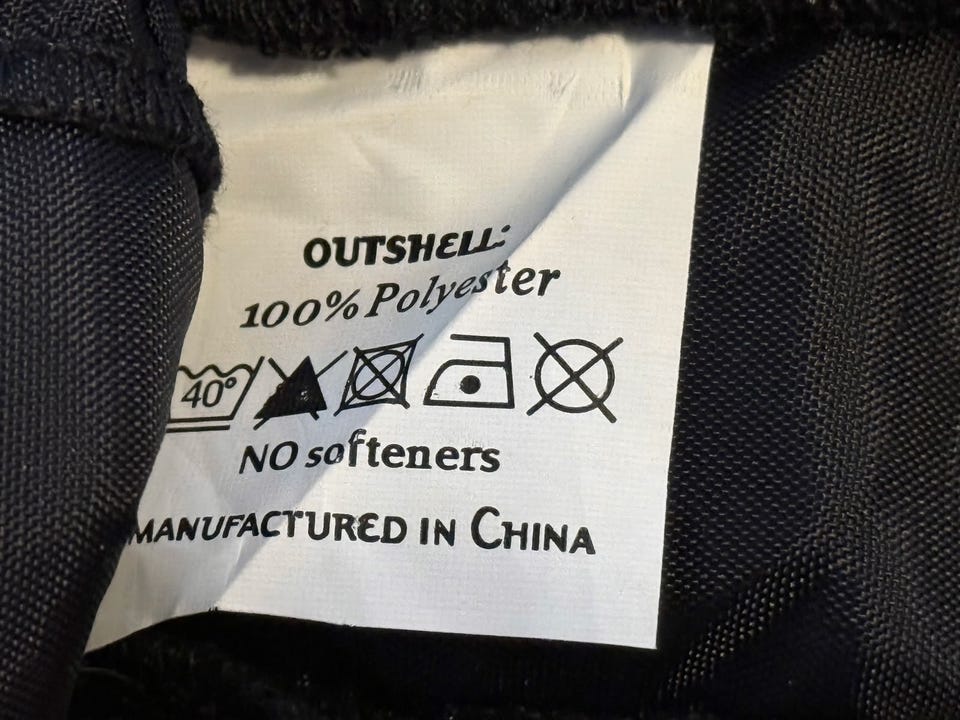 OUTSHELL:
100% Polyester
40°
NO softeners
MANUFACTURED IN CHINA